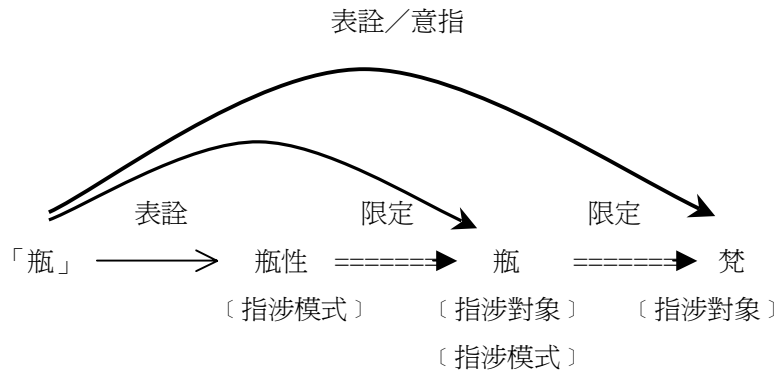 表詮／意指
表詮 限定 限定
「瓶」 瓶性 瓶 梵
﹝指涉模式﹞ ﹝指涉對象﹞ ﹝指涉對象﹞
﹝指涉模式﹞